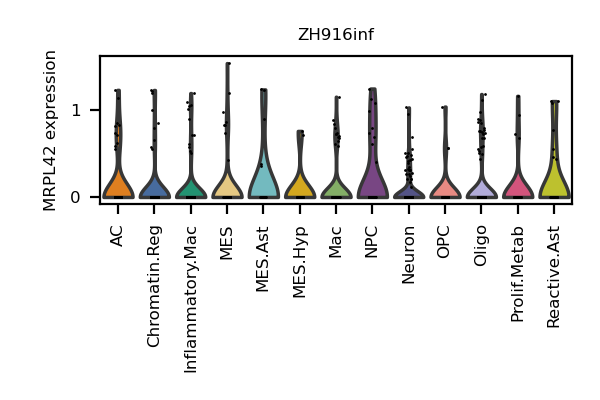 ZH916inf
MRPL42 expression
1
0
AC
Chromatin.Reg
Inflammatory.Mac
MES
MES.Ast
MES.Hyp
Mac
NPC
Neuron
OPC
Oligo
Prolif.Metab
Reactive.Ast